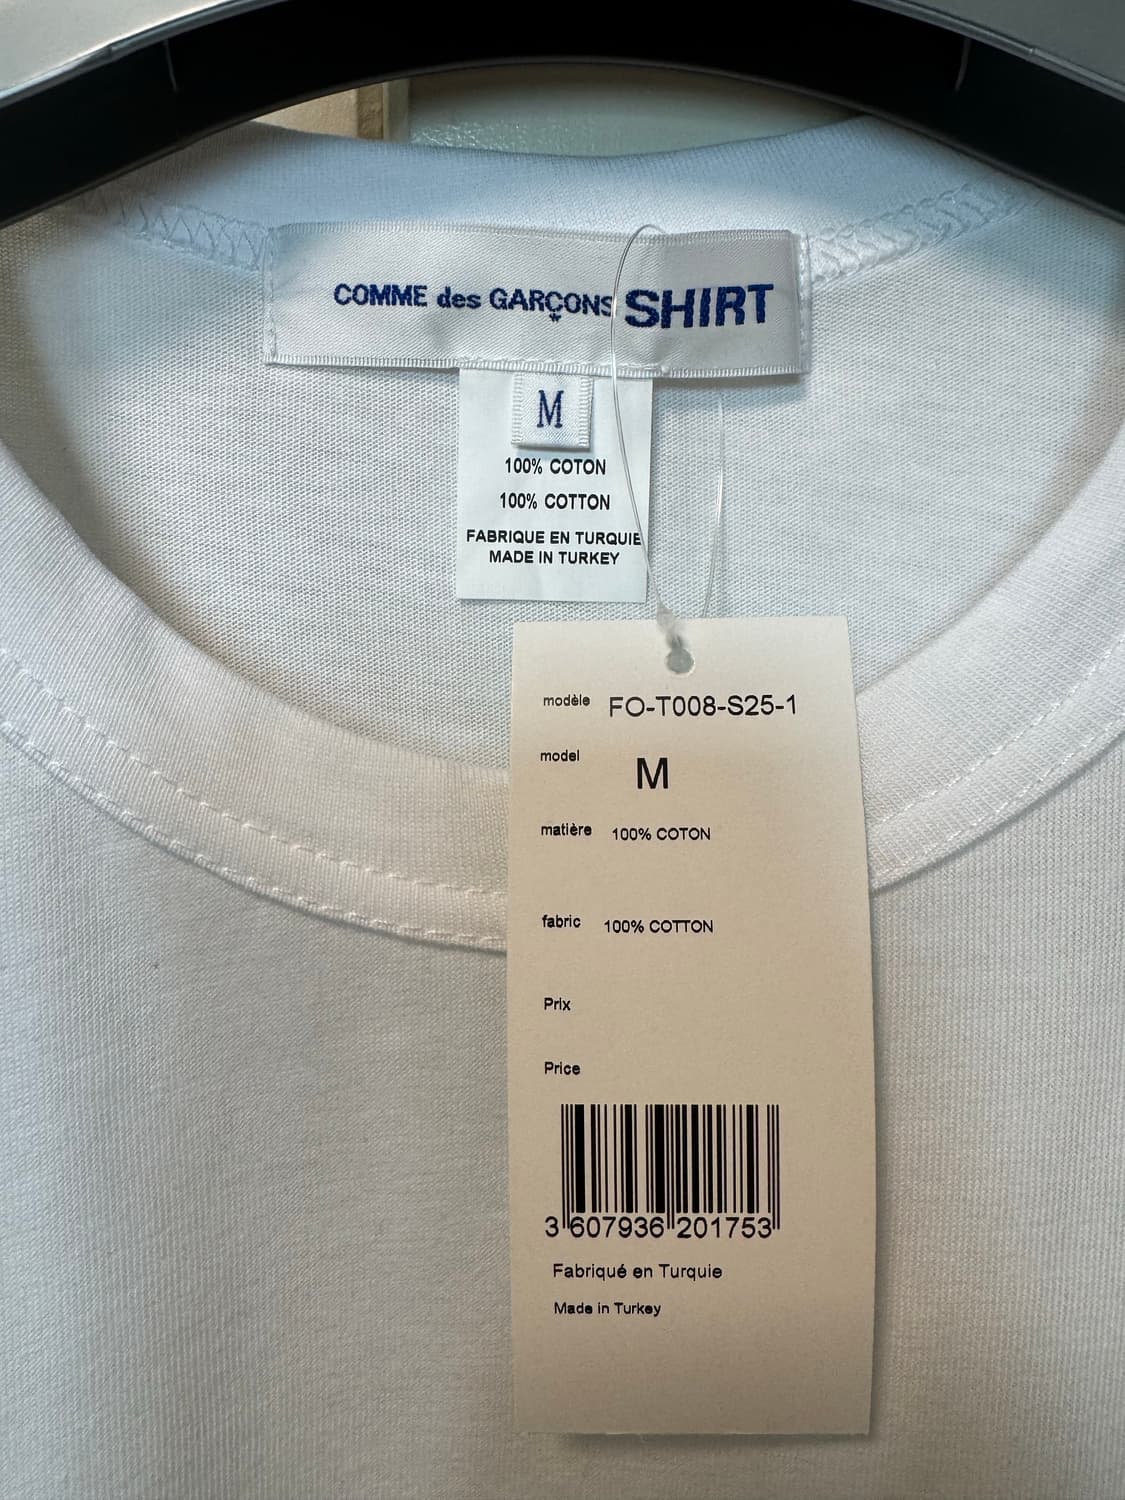 COMME des GARÇONS SHIRT
*
M
100% COTON
100% COTTON
FABRIQUE EN TURQUIE
MADE IN TURKEY
modèle FO-T008-S25-1
model M
matière 100% COTON
fabric 100% COTTON
Prix
Price
3 607936 201753
Fabriqué en Turquie
Made in Turkey